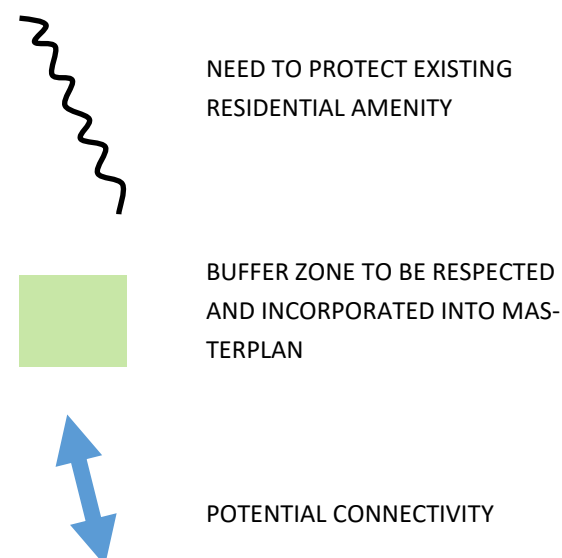 NEED TO PROTECT EXISTING
RESIDENTIAL AMENITY
BUFFER ZONE TO BE RESPECTED
AND INCORPORATED INTO MAS-
TERPLAN
POTENTIAL CONNECTIVITY